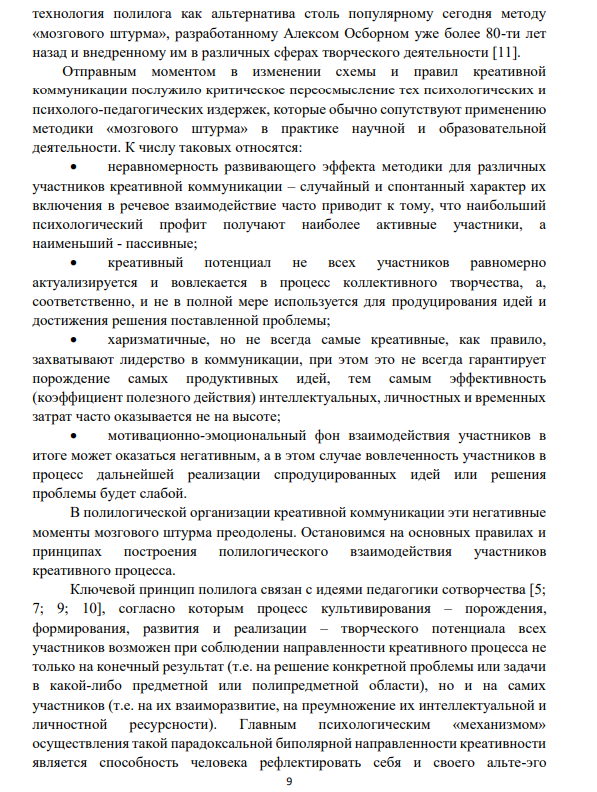 технология полилога как альтернатива столь популярному сегодня методу
«мозгового штурма», разработанному Алексом Осборном уже более 80-ти лет
назад и внедренному им в различных сферах творческой деятельности [11].
Отправным моментом в изменении схемы и правил креативной
коммуникации послужило критическое переосмысление тех психологических и
психолого-педагогических издержек, которые обычно сопутствуют применению
методики «мозгового штурма» в практике научной и образовательной
деятельности. К числу таковых относятся:
• неравномерность развивающего эффекта методики для различных
участников креативной коммуникации – случайный и спонтанный характер их
включения в речевое взаимодействие часто приводит к тому, что наибольший
психологический профит получают наиболее активные участники, а
наименьший - пассивные;
• креативный потенциал не всех участников равномерно
актуализируется и вовлекается в процесс коллективного творчества, а,
соответственно, и не в полной мере используется для продуцирования идей и
достижения решения поставленной проблемы;
• харизматичные, но не всегда самые креативные, как правило,
захватывают лидерство в коммуникации, при этом это не всегда гарантирует
порождение самых продуктивных идей, тем самым эффективность
(коэффициент полезного действия) интеллектуальных, личностных и временных
затрат часто оказывается не на высоте;
• мотивационно-эмоциональный фон взаимодействия участников в
итоге может оказаться негативным, а в этом случае вовлеченность участников в
процесс дальнейшей реализации спродуцированных идей или решения
проблемы будет слабой.
В полилогической организации креативной коммуникации эти негативные
моменты мозгового штурма преодолены. Остановимся на основных правилах и
принципах построения полилогического взаимодействия участников
креативного процесса.
Ключевой принцип полилога связан с идеями педагогики сотворчества [5;
7; 9; 10], согласно которым процесс культивирования – порождения,
формирования, развития и реализации – творческого потенциала всех
участников возможен при соблюдении направленности креативного процесса не
только на конечный результат (т.е. на решение конкретной проблемы или задачи
в какой-либо предметной или полипредметной области), но и на самих
участников (т.е. на их взаиморазвитие, на преумножение их интеллектуальной и
личностной ресурсности). Главным психологическим «механизмом»
осуществления такой парадоксальной биполярной направленности креативности
является способность человека рефлектировать себя и своего альте-эго
9